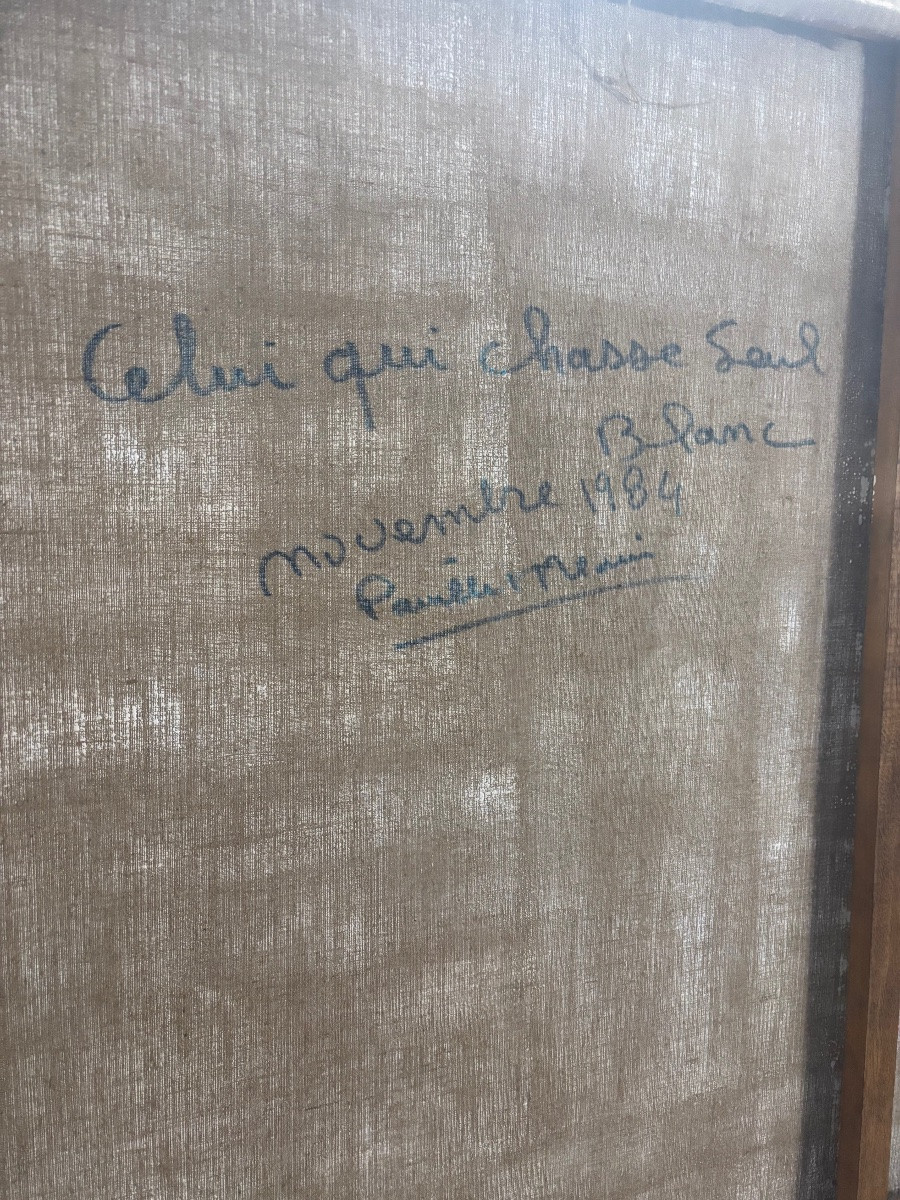 Celui qui chasse Seul
Blanc
novembre 1984